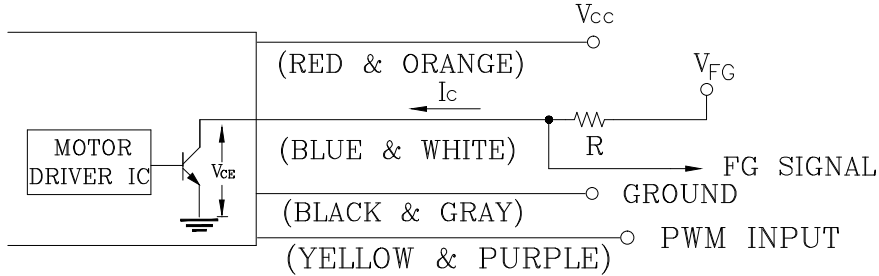 Vcc
(RED & ORANGE)
VFG
Ic
MOTOR
DRIVER IC
VCE
(BLUE & WHITE)
R
FG SIGNAL
GROUND
(BLACK & GRAY)
PWM INPUT
(YELLOW & PURPLE)